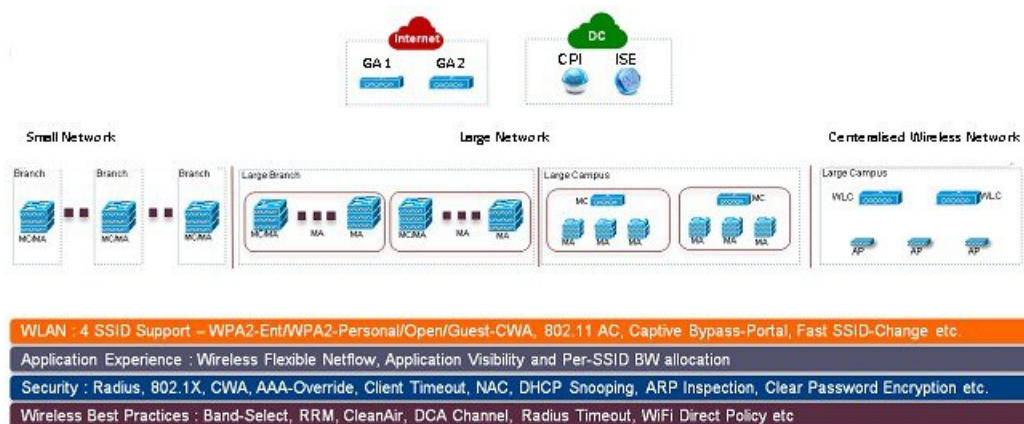 Internet
DC
GA1 GA2
CPI ISE
Small Network Large Network Centeralised Wireless Network
Branch Branch Branch Large Branch Large Campus Large Campus
MC MC WLC WLC
MC/MA MC/MA MC/MA MC/MA MA MA MC/MA MA MA MA MA MA MA MA MA AP AP AP
WLAN : 4 SSID Support – WPA2-Ent/WPA2-Personal/Open/Guest-CWA, 802.11 AC, Captive Bypass-Portal, Fast SSID-Change etc.
Application Experience : Wireless Flexible Netflow, Application Visibility and Per-SSID BW allocation
Security : Radius, 802.1X, CWA, AAA-Override, Client Timeout, NAC, DHCP Snooping, ARP Inspection, Clear Password Encryption etc.
Wireless Best Practices : Band-Select, RRM, CleanAir, DCA Channel, Radius Timeout, WiFi Direct Policy etc